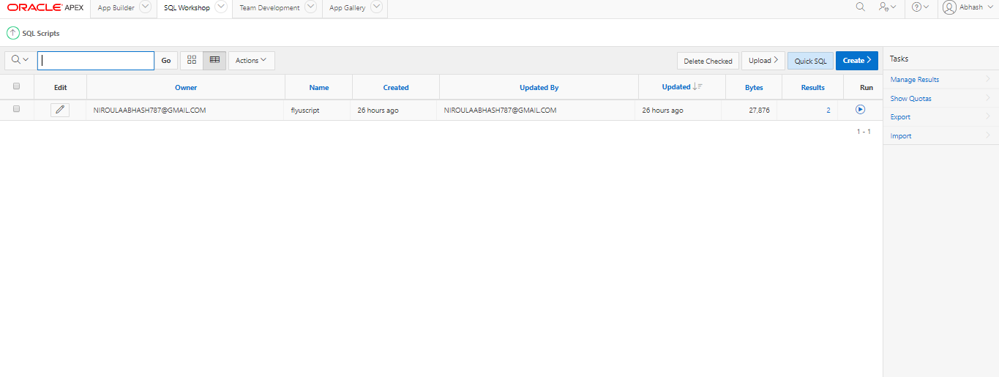 ORACLE APEX App Builder SQL Workshop Team Development App Gallery Abhash
SQL Scripts
Go Actions Delete Checked Upload Quick SQL Create Tasks
Edit Owner Name Created Updated By Updated Bytes Results Run
NIROULAABHASH787@GMAIL.COM flyuscript 26 hours ago NIROULAABHASH787@GMAIL.COM 26 hours ago 27,876 2
1 - 1
Manage Results
Show Quotas
Export
Import